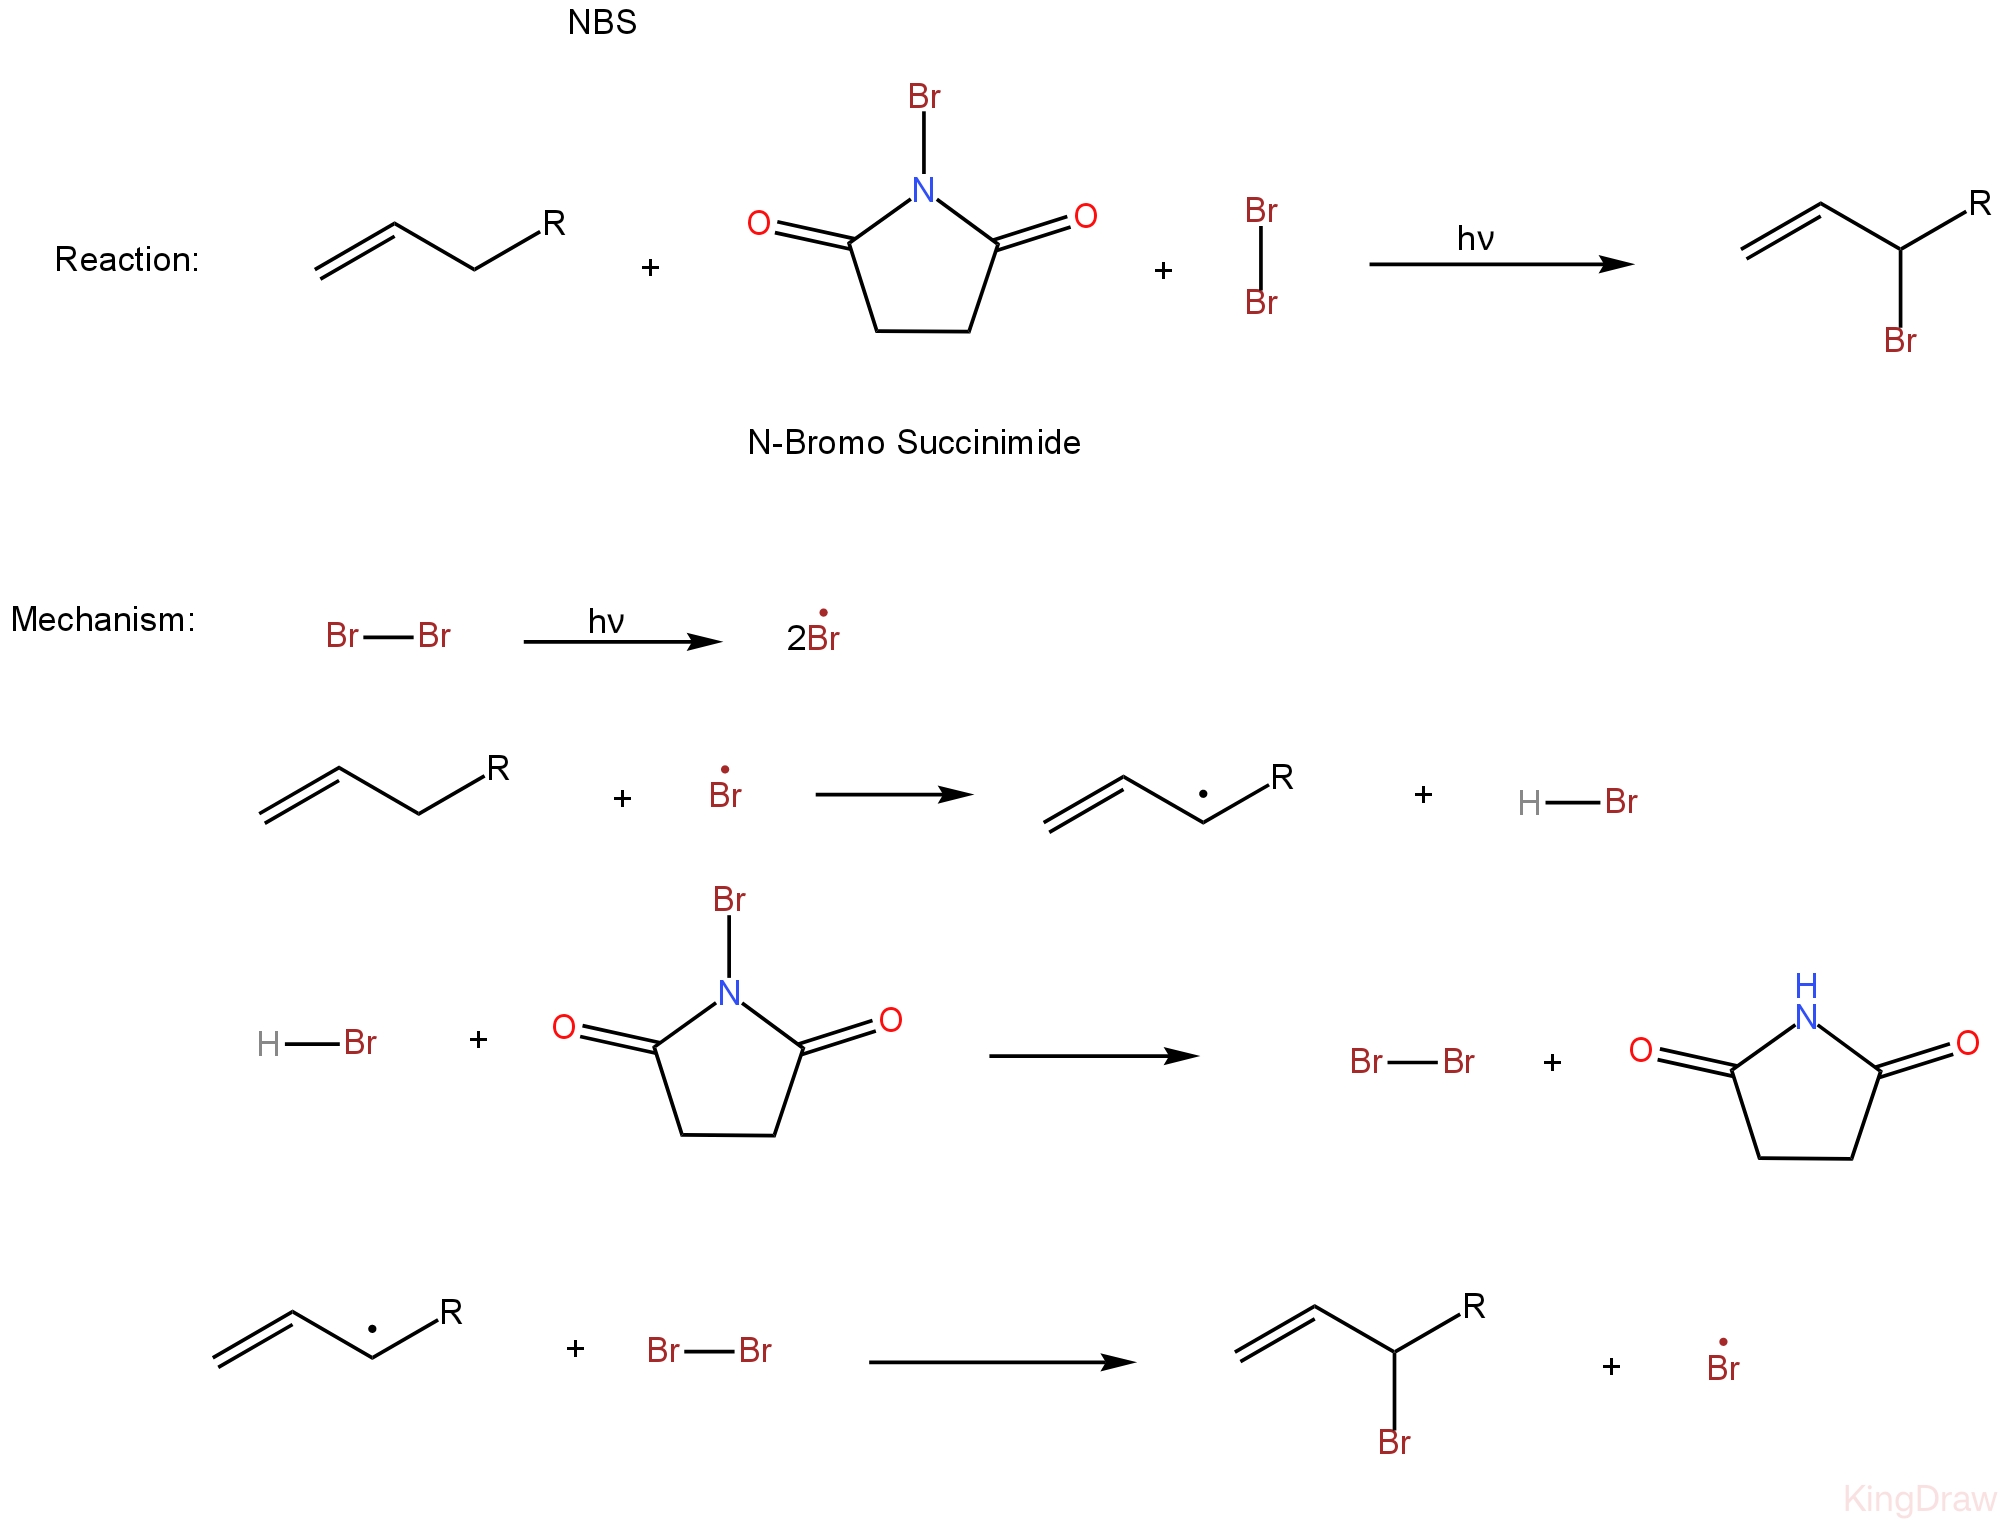 NBS
Reaction: R + Br N O O + Br Br hν R Br
N-Bromo Succinimide
Mechanism: Br Br hν 2Br
R + Br R + H Br
H Br + Br N O O Br Br + H N O O
R + Br Br R Br + Br
KingDraw